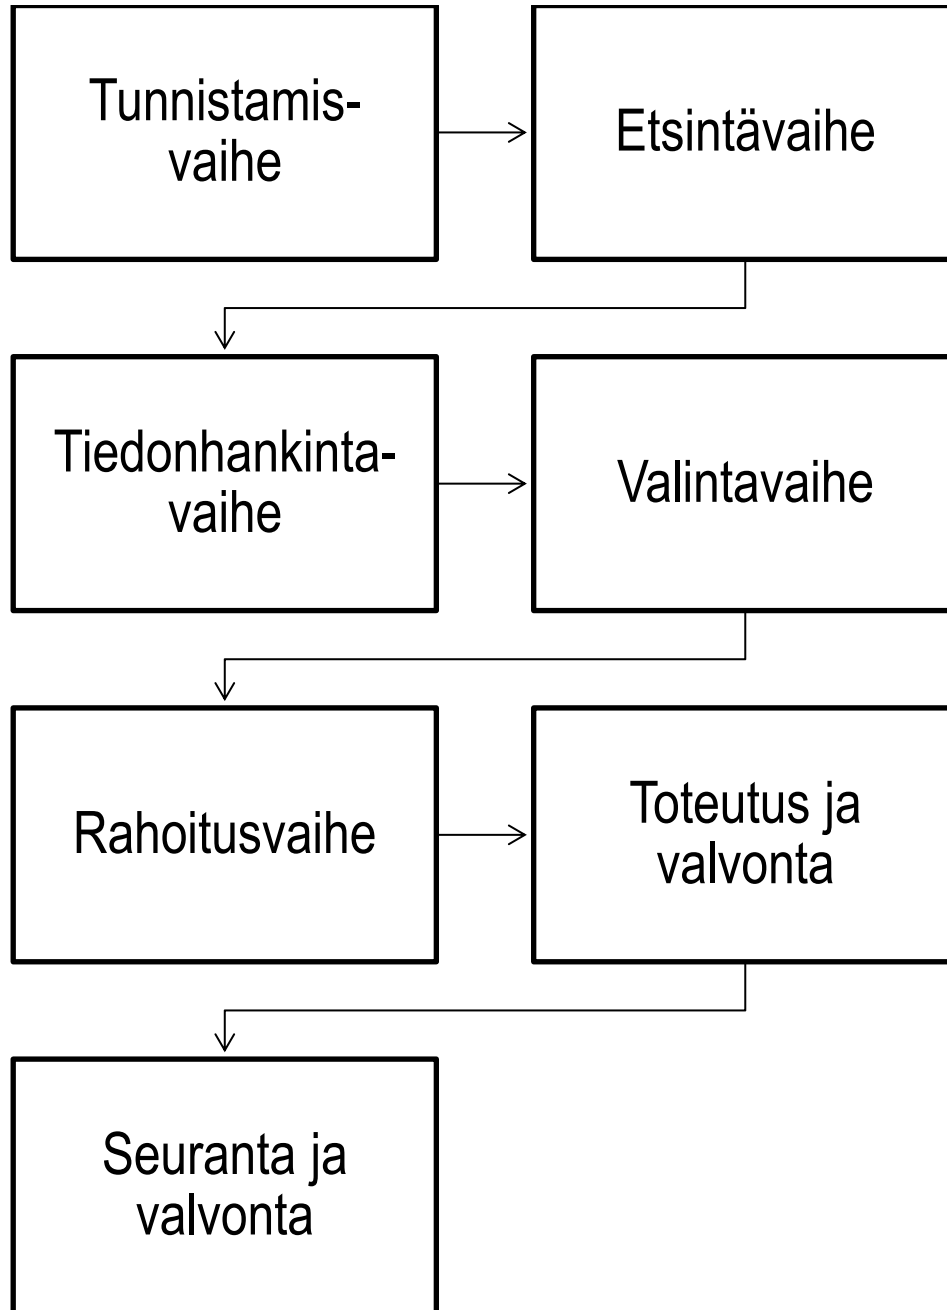 Tunnistamis-
vaihe
Etsintävaihe
Tiedonhankinta-
vaihe
Valintavaihe
Rahoitusvaihe
Toteutus ja
valvonta
Seuranta ja
valvonta